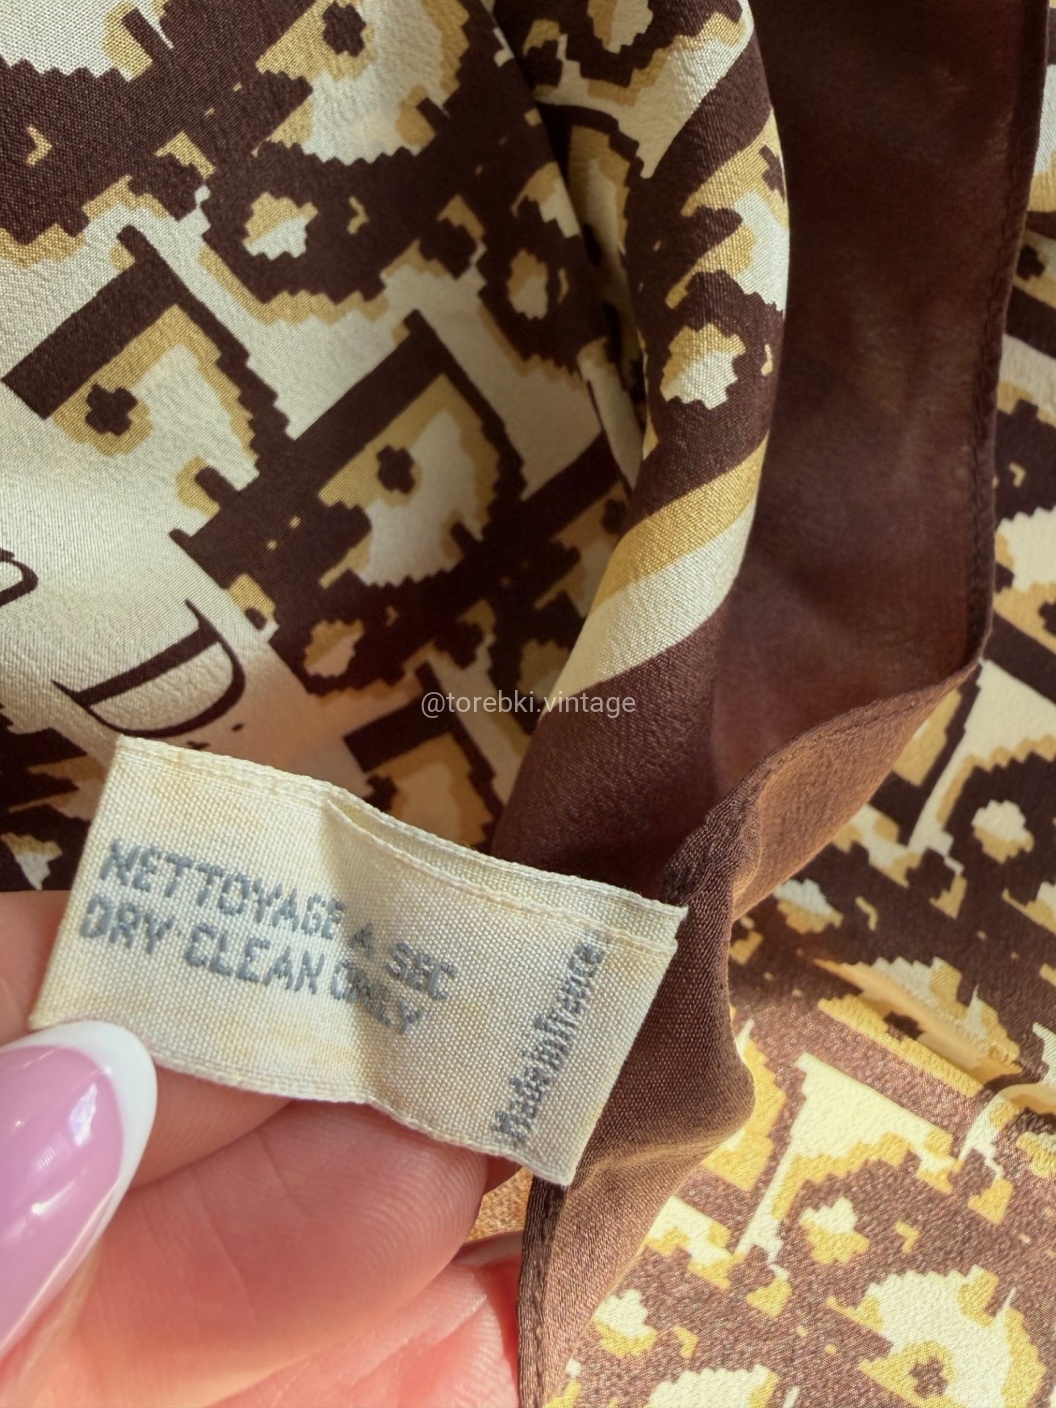 D
@torebki.vintage
NETTOYAGE A SEC
DRY CLEAN ONLY
Made in France